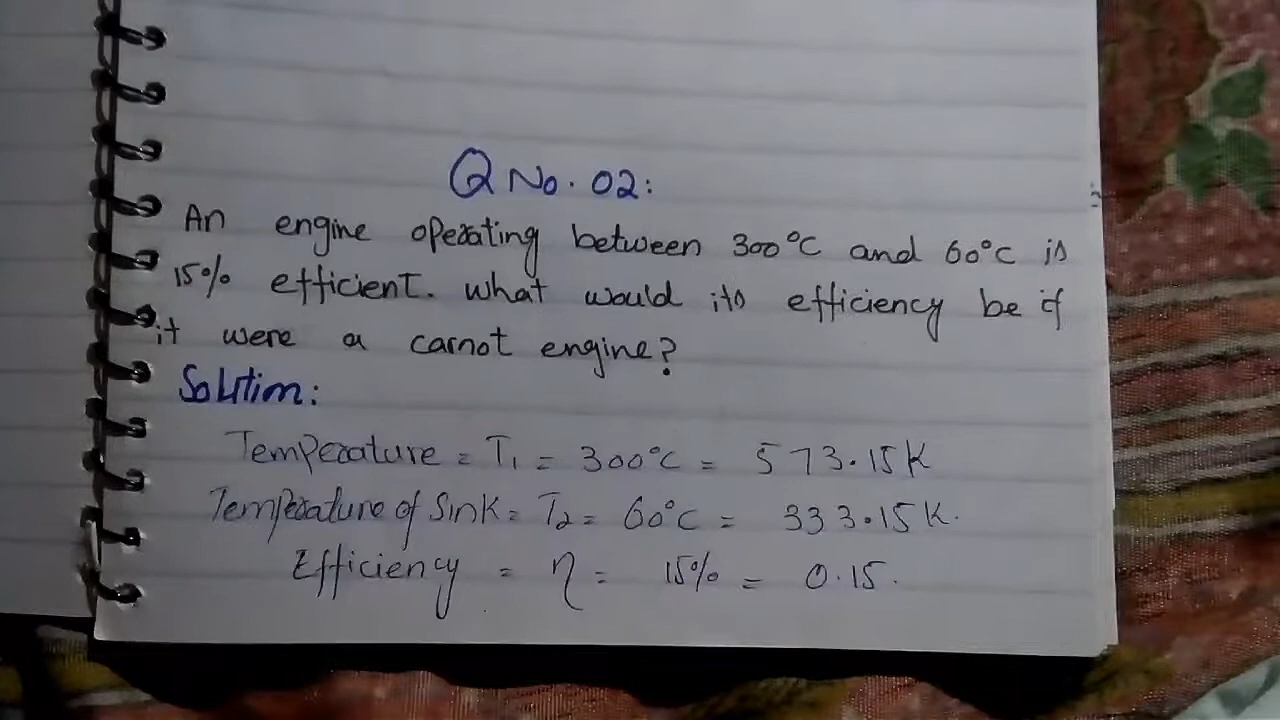 Q No. 02:
An engine operating between 300°C and 60°C is
15% efficient. What would its efficiency be if
it were a carnot engine?
Solution:
Temperature = T₁ = 300°C = 573.15K
Temperature of Sink = T₂ = 60°C = 333.15K.
Efficiency = η = 15% = 0.15.